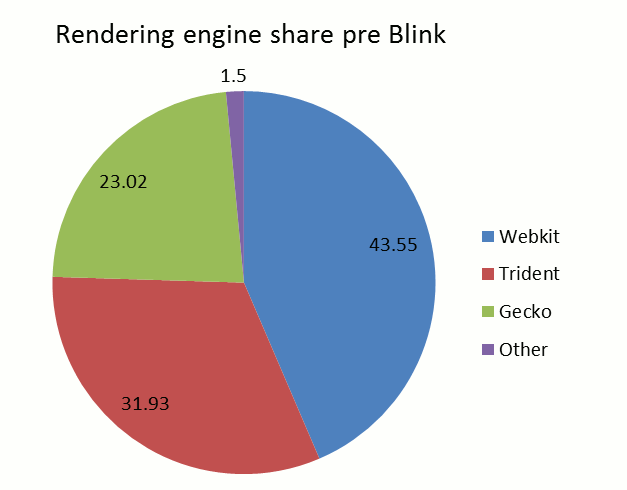 Rendering engine share pre Blink
1.5
23.02
43.55
31.93
Webkit
Trident
Gecko
Other